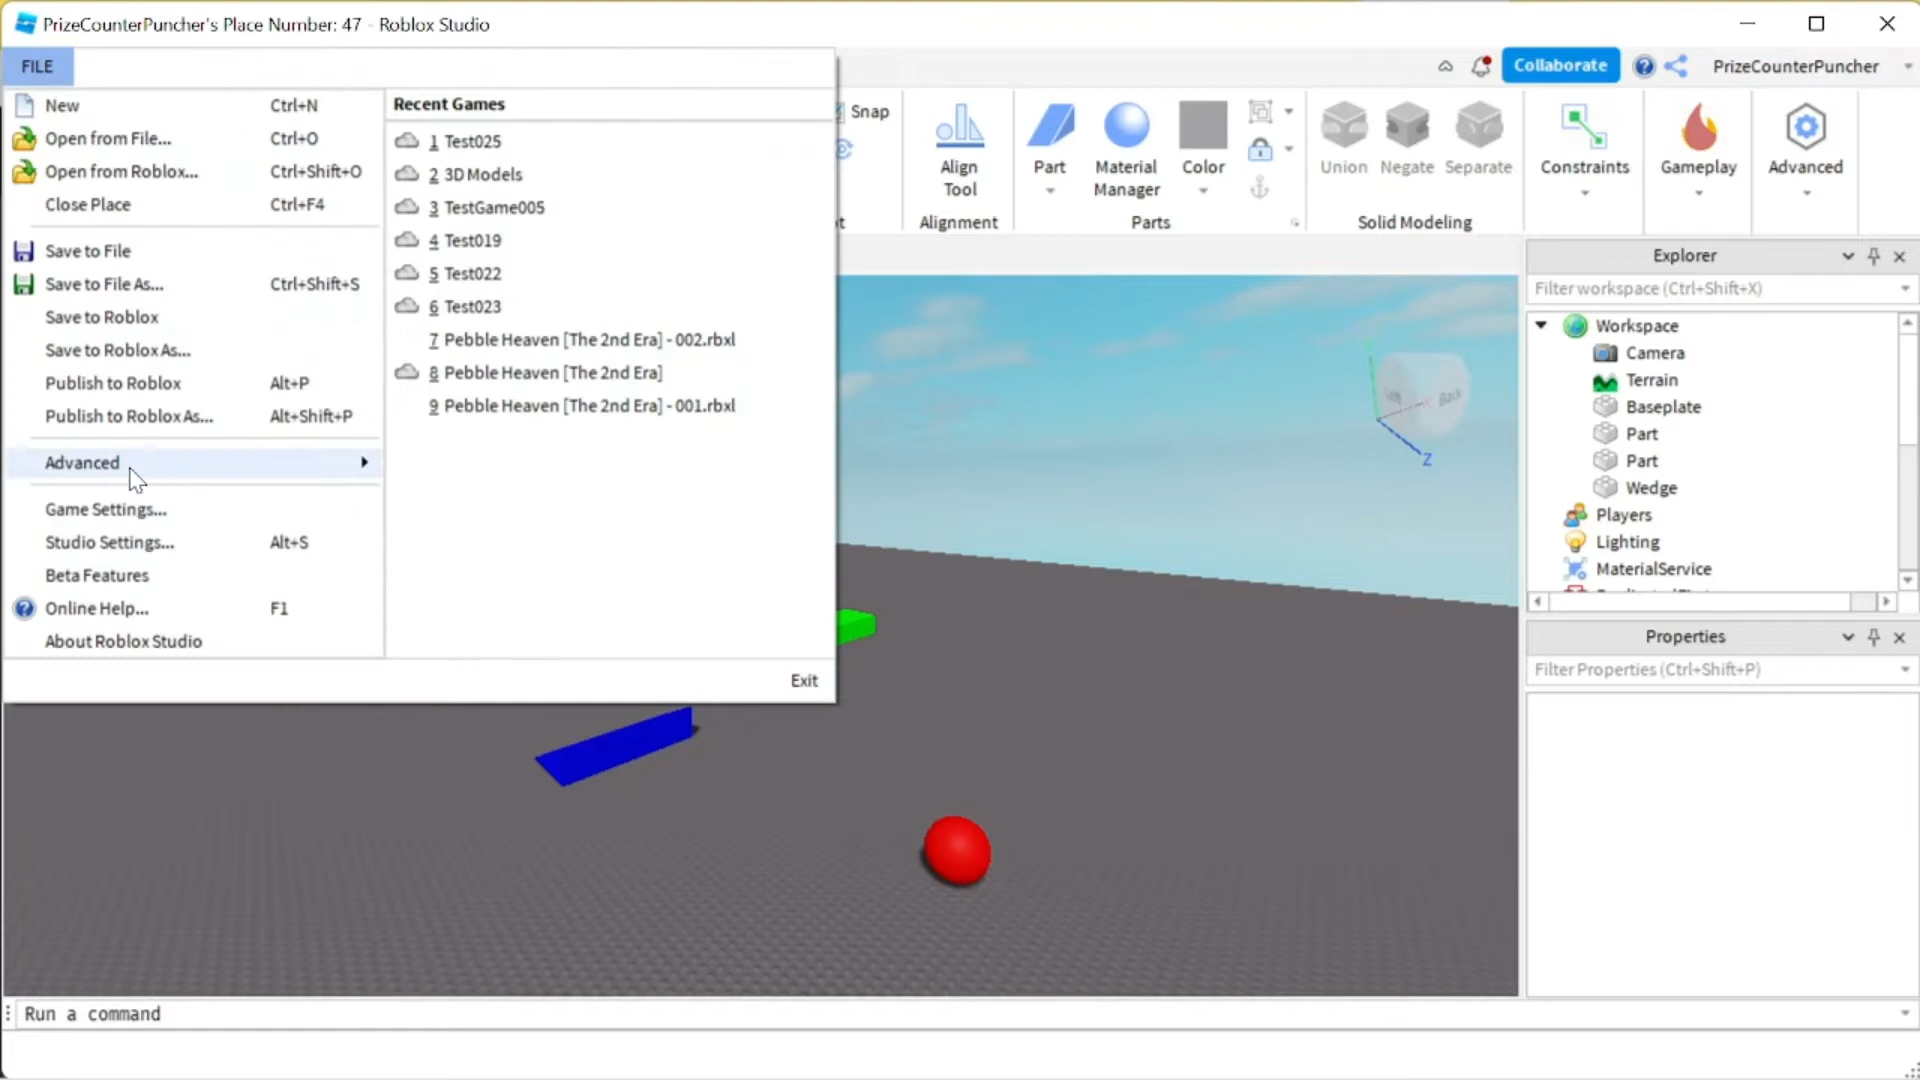 PrizeCounterPuncher's Place Number: 47 - Roblox Studio
FILE
Collaborate
PrizeCounterPuncher
New Ctrl+N
Open from File... Ctrl+O
Open from Roblox... Ctrl+Shift+O
Close Place Ctrl+F4
Save to File
Save to File As... Ctrl+Shift+S
Save to Roblox
Save to Roblox As...
Publish to Roblox Alt+P
Publish to Roblox As... Alt+Shift+P
Advanced
Game Settings...
Studio Settings... Alt+S
Beta Features
Online Help... F1
About Roblox Studio
Recent Games
1 Test025
2 3D Models
3 TestGame005
4 Test019
5 Test022
6 Test023
7 Pebble Heaven [The 2nd Era] - 002.rbxl
8 Pebble Heaven [The 2nd Era]
9 Pebble Heaven [The 2nd Era] - 001.rbxl
Exit
Snap
Align
Tool
Alignment
Part
Material
Manager
Color
Parts
Union
Negate
Separate
Solid Modeling
Constraints
Gameplay
Advanced
Back
Z
Explorer
Filter workspace (Ctrl+Shift+X)
Workspace
Camera
Terrain
Baseplate
Part
Part
Wedge
Players
Lighting
MaterialService
Properties
Filter Properties (Ctrl+Shift+P)
Run a command